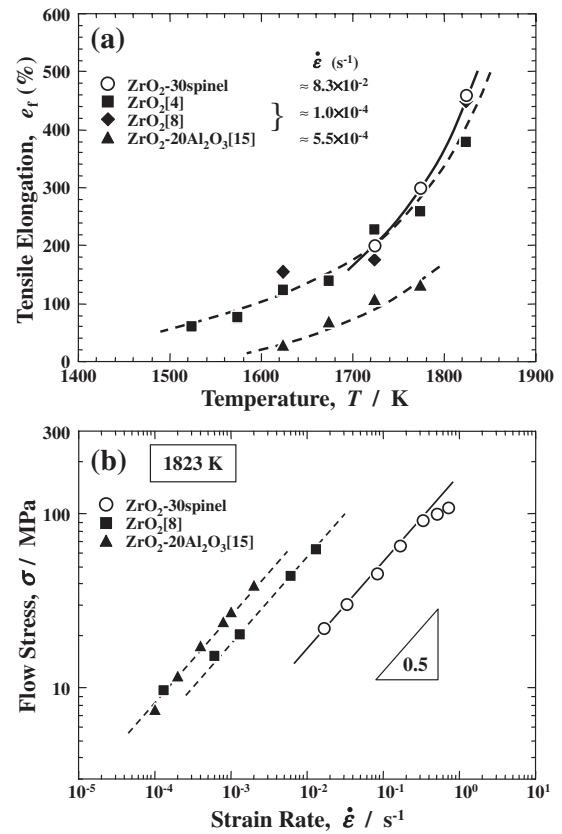 (a)
ε̇ (s⁻¹)
ZrO₂-30spinel ≈ 8.3×10⁻²
ZrO₂[4]
ZrO₂[8] } ≈ 1.0×10⁻⁴
ZrO₂-20Al₂O₃[15] ≈ 5.5×10⁻⁴
Tensile Elongation, e_f (%)
600
500
400
300
200
100
0
1400 1500 1600 1700 1800 1900
Temperature, T / K
(b) 1823 K
ZrO₂-30spinel
ZrO₂[8]
ZrO₂-20Al₂O₃[15]
0.5
Flow Stress, σ / MPa
300
100
10
10⁻⁵ 10⁻⁴ 10⁻³ 10⁻² 10⁻¹ 10⁰ 10¹
Strain Rate, ε̇ / s⁻¹